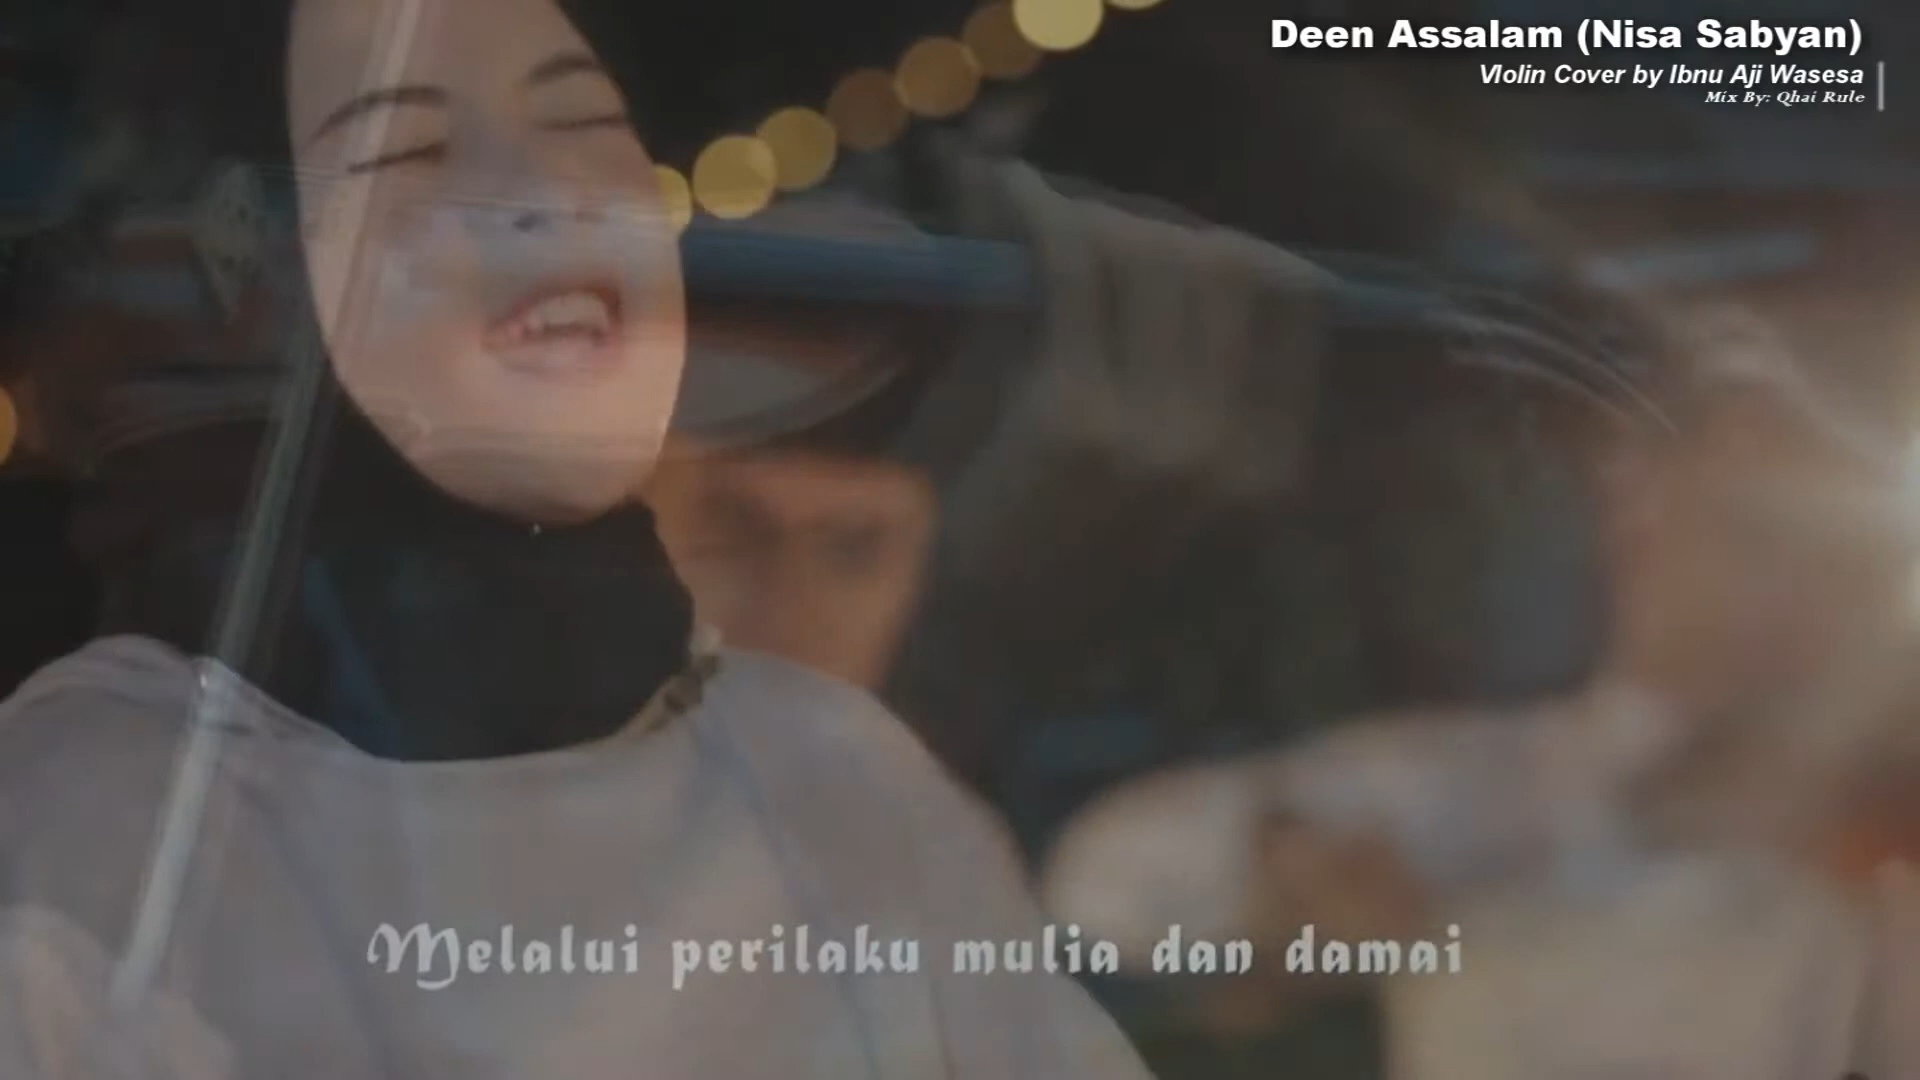 Deen Assalam (Nisa Sabyan)
VIolin Cover by Ibnu Aji Wasesa
Mix By: Qhai Rule
Melalui perilaku mulia dan damai